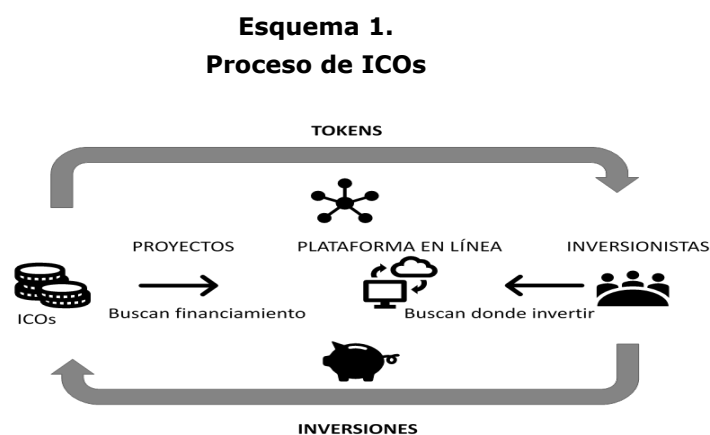 Esquema 1.
Proceso de ICOs
TOKENS
PROYECTOS
PLATAFORMA EN LÍNEA
INVERSIONISTAS
ICOs
Buscan financiamiento
Buscan donde invertir
INVERSIONES